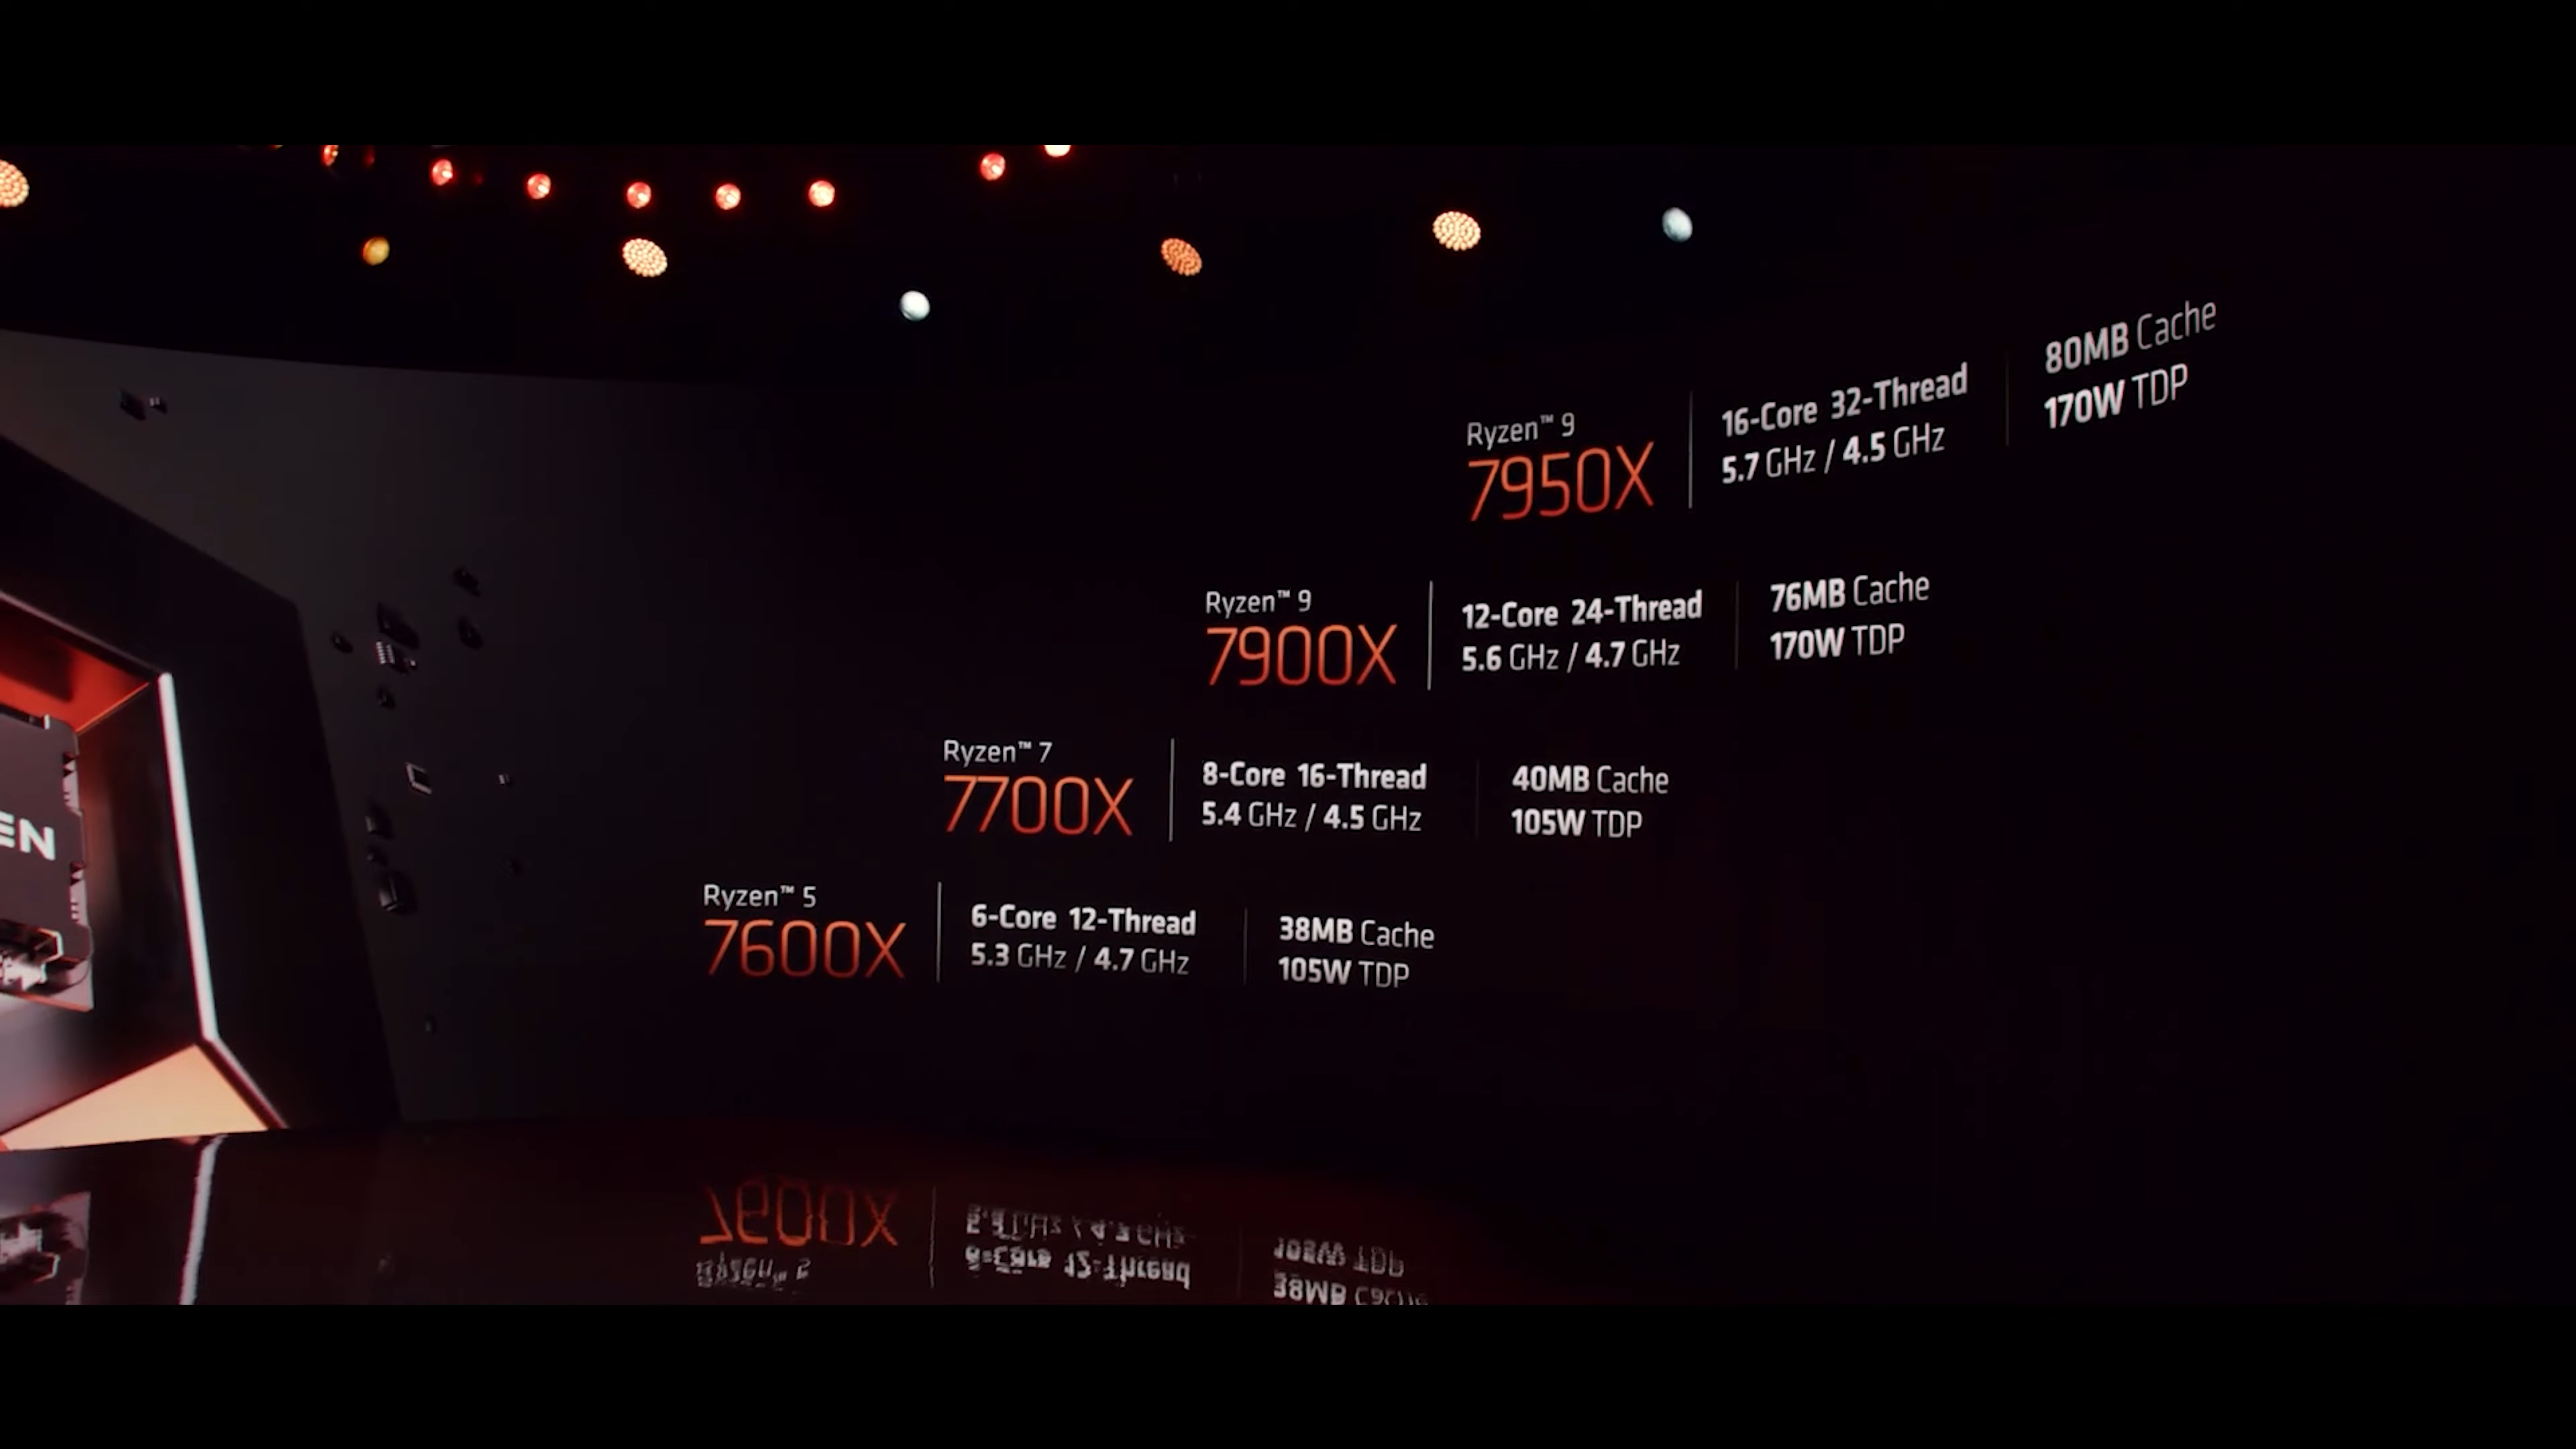 Ryzen™ 9
7950X
16-Core 32-Thread
5.7 GHz / 4.5 GHz
80MB Cache
170W TDP
Ryzen™ 9
7900X
12-Core 24-Thread
5.6 GHz / 4.7 GHz
76MB Cache
170W TDP
Ryzen™ 7
7700X
8-Core 16-Thread
5.4 GHz / 4.5 GHz
40MB Cache
105W TDP
Ryzen™ 5
7600X
6-Core 12-Thread
5.3 GHz / 4.7 GHz
38MB Cache
105W TDP
EN